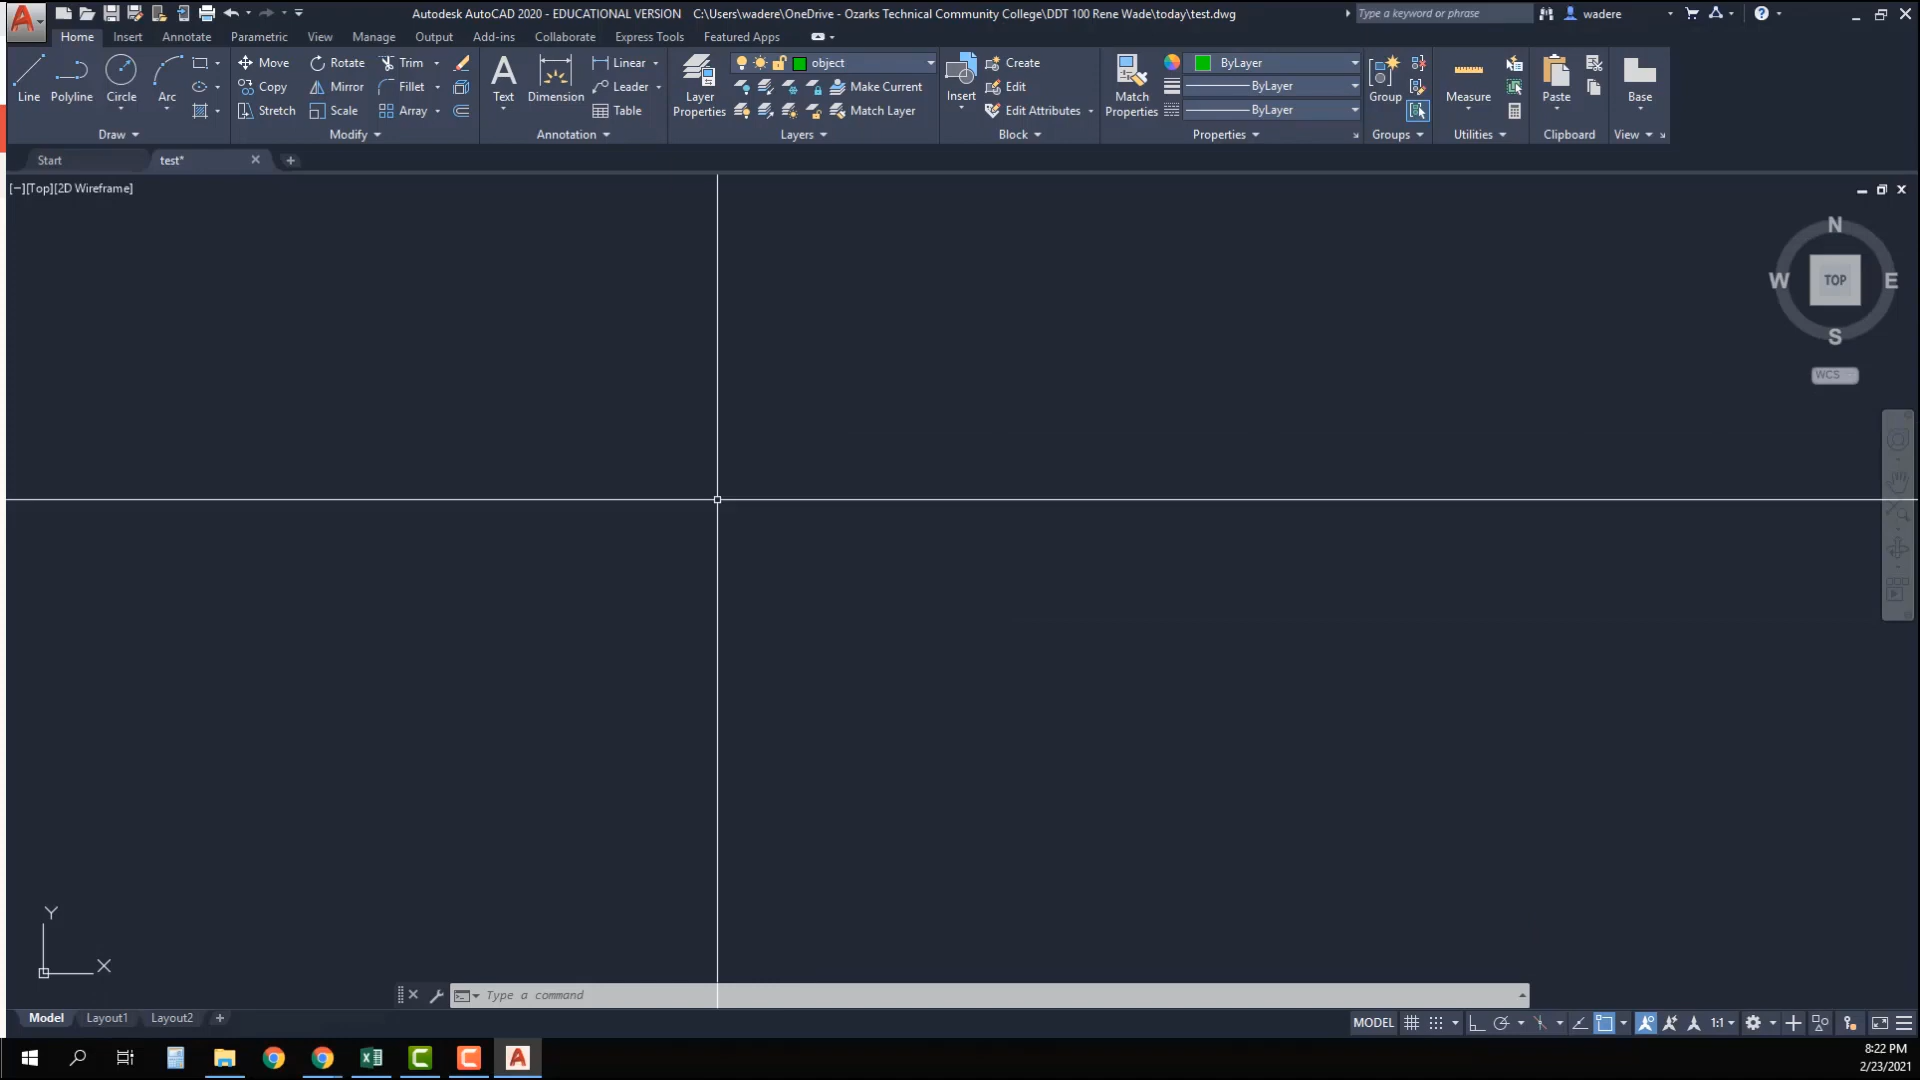 Autodesk AutoCAD 2020 - EDUCATIONAL VERSION C:\Users\wadere\OneDrive - Ozarks Technical Community College\DDT 100 Rene Wade\today\test.dwg Type a keyword or phrase wadere
Home Insert Annotate Parametric View Manage Output Add-ins Collaborate Express Tools Featured Apps
Move Rotate Trim Linear object Create ByLayer
Copy Mirror Fillet Leader Make Current Edit ByLayer
Line Polyline Circle Arc Text Dimension Layer Properties Insert Match Properties Group Measure Paste Base
Stretch Scale Array Table Match Layer Edit Attributes ByLayer
Draw Modify Annotation Layers Block Properties Groups Utilities Clipboard View
Start test*
[−][Top][2D Wireframe]
N
W TOP E
S
WCS
Y
X
Type a command
Model Layout1 Layout2 MODEL 1:1
8:22 PM
2/23/2021